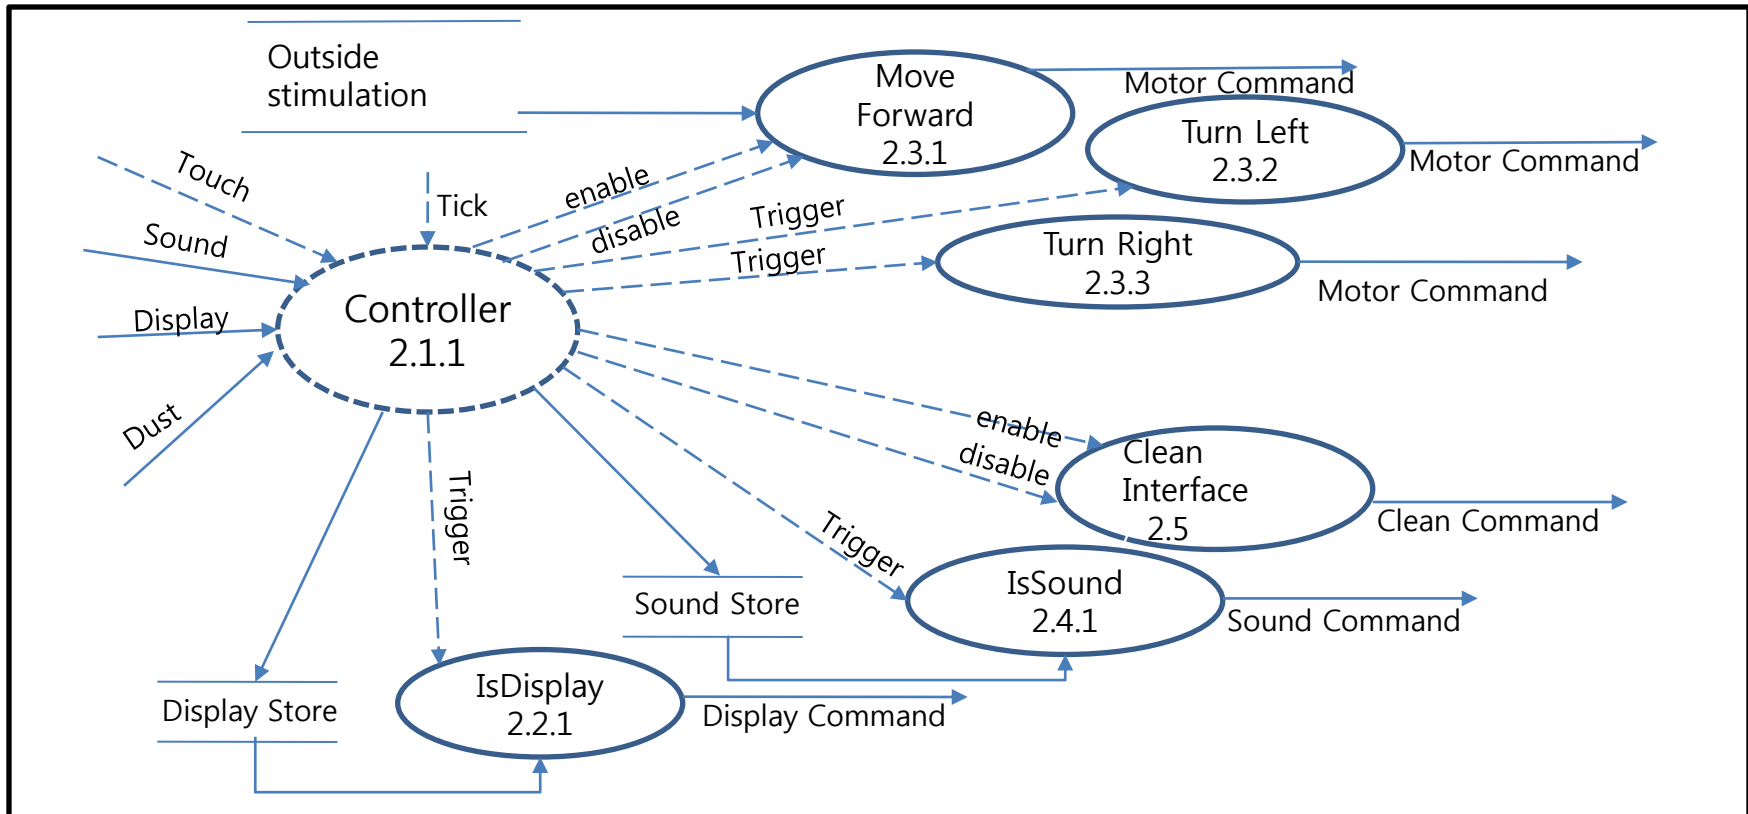 Outside
stimulation
Move
Forward
2.3.1
Motor Command
Turn Left
2.3.2
Motor Command
Touch
Tick
enable
disable
Trigger
Trigger
Sound
Turn Right
2.3.3
Motor Command
Display
Controller
2.1.1
Dust
enable
disable
Clean
Interface
2.5
Clean Command
Trigger
Trigger
IsSound
2.4.1
Sound Command
Sound Store
Display Store
IsDisplay
2.2.1
Display Command